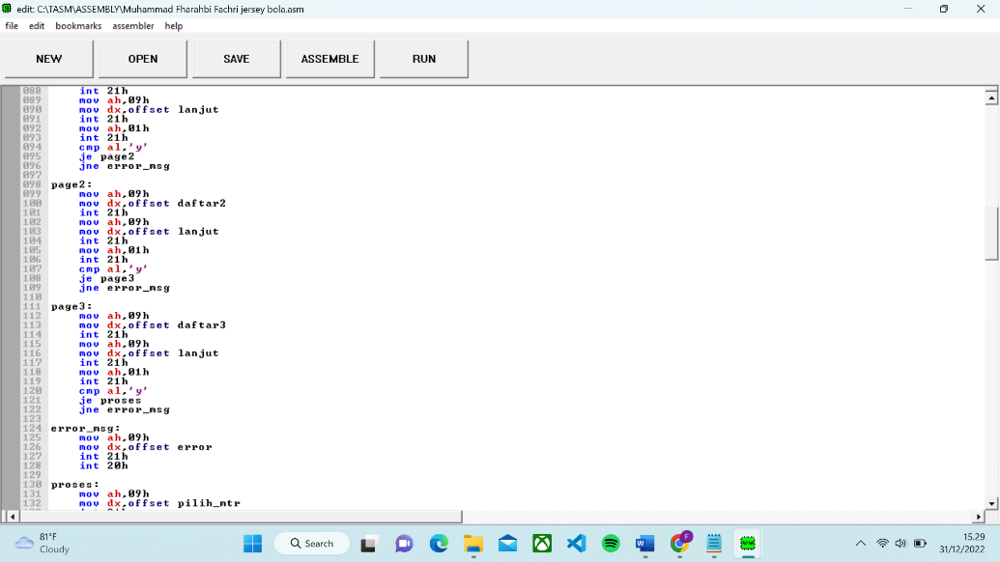 edit: C:\TASM\ASSEMBLY\Muhammad Fharahbi Fachri jersey bola.asm
file edit bookmarks assembler help
NEW OPEN SAVE ASSEMBLE RUN
088 int 21h
089 mov ah,09h
090 mov dx,offset lanjut
091 int 21h
092 mov ah,01h
093 int 21h
094 cmp al,'y'
095 je page2
096 jne error_msg
097
098 page2:
099 mov ah,09h
100 mov dx,offset daftar2
101 int 21h
102 mov ah,09h
103 mov dx,offset lanjut
104 int 21h
105 mov ah,01h
106 int 21h
107 cmp al,'y'
108 je page3
109 jne error_msg
110
111 page3:
112 mov ah,09h
113 mov dx,offset daftar3
114 int 21h
115 mov ah,09h
116 mov dx,offset lanjut
117 int 21h
118 mov ah,01h
119 int 21h
120 cmp al,'y'
121 je proses
122 jne error_msg
123
124 error_msg:
125 mov ah,09h
126 mov dx,offset error
127 int 21h
128 int 20h
129
130 proses:
131 mov ah,09h
132 mov dx,offset pilih_mtr
81°F
Cloudy
Search
15.29
31/12/2022